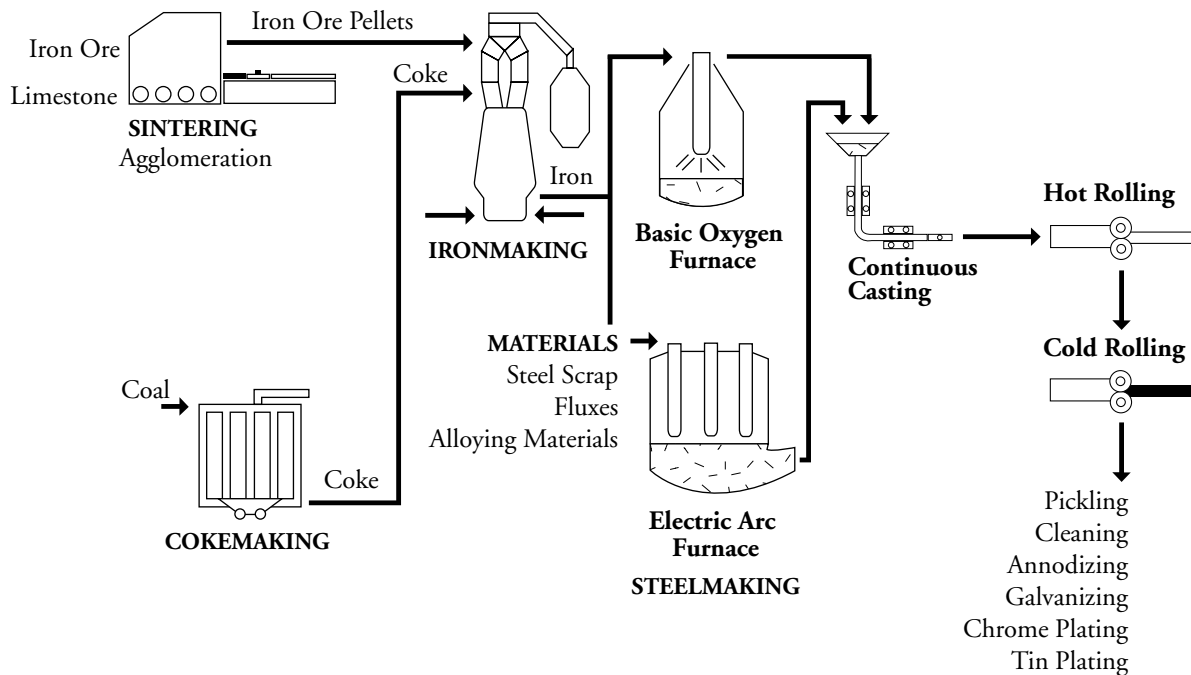 Iron Ore
Limestone
Iron Ore Pellets
SINTERING
Agglomeration
Coke
Iron
IRONMAKING
Coal
Coke
COKEMAKING
MATERIALS
Steel Scrap
Fluxes
Alloying Materials
Basic Oxygen
Furnace
Electric Arc
Furnace
STEELMAKING
Continuous
Casting
Hot Rolling
Cold Rolling
Pickling
Cleaning
Annodizing
Galvanizing
Chrome Plating
Tin Plating